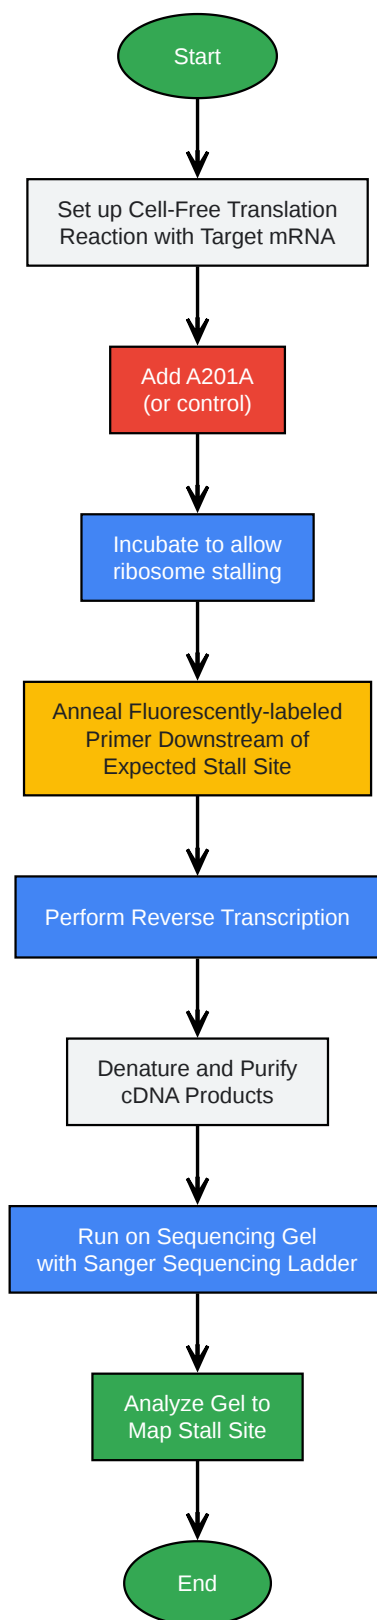 Start
Set up Cell-Free Translation
Reaction with Target mRNA
Add A201A
(or control)
Incubate to allow
ribosome stalling
Anneal Fluorescently-labeled
Primer Downstream of
Expected Stall Site
Perform Reverse Transcription
Denature and Purify
cDNA Products
Run on Sequencing Gel
with Sanger Sequencing Ladder
Analyze Gel to
Map Stall Site
End